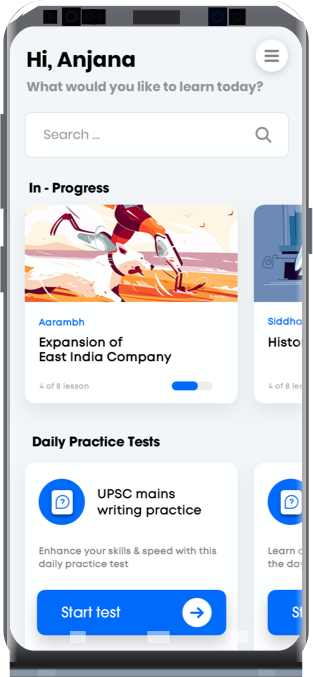 Hi, Anjana
What would you like to learn today?
Search ...
In - Progress
Aarambh
Expansion of
East India Company
4 of 8 lesson
Siddha
Histo
4 of 8 les
Daily Practice Tests
?
UPSC mains
writing practice
Enhance your skills & speed with this
daily practice test
Start test
?
Learn c
the da
St